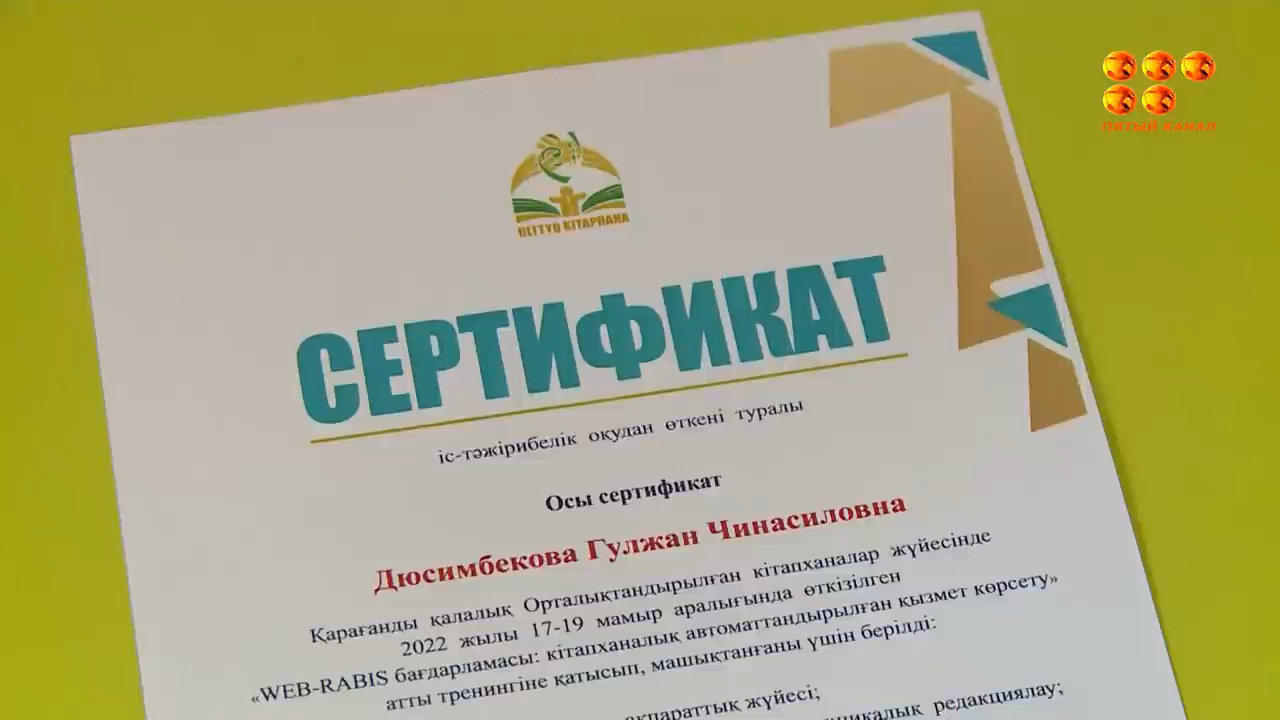 ПЯТЫЙ КАНАЛ
ULTTYQ KITAPHANA
СЕРТИФИКАТ
іс-тәжірибелік оқудан өткені туралы
Осы сертификат
Дюсимбекова Гулжан Чинасиловна
Қарағанды қалалық Орталықтандырылған кітапханалар жүйесінде
2022 жылы 17-19 мамыр аралығында өткізілген
«WEB-RABIS бағдарламасы: кітапханалық автоматтандырылған қызмет көрсету»
атты тренингіне қатысып, машықтанғаны үшін берілді:
ақпараттық жүйесі;
редакциялау;